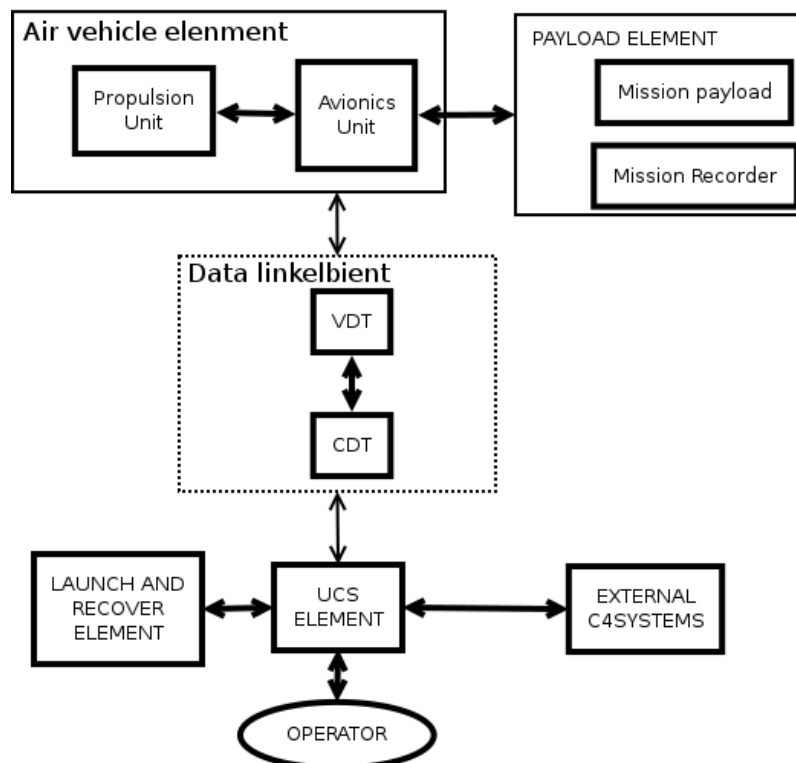 Air vehicle elenment
Propulsion
Unit
Avionics
Unit
PAYLOAD ELEMENT
Mission payload
Mission Recorder
Data linkelbient
VDT
CDT
LAUNCH AND
RECOVER
ELEMENT
UCS
ELEMENT
EXTERNAL
C4SYSTEMS
OPERATOR